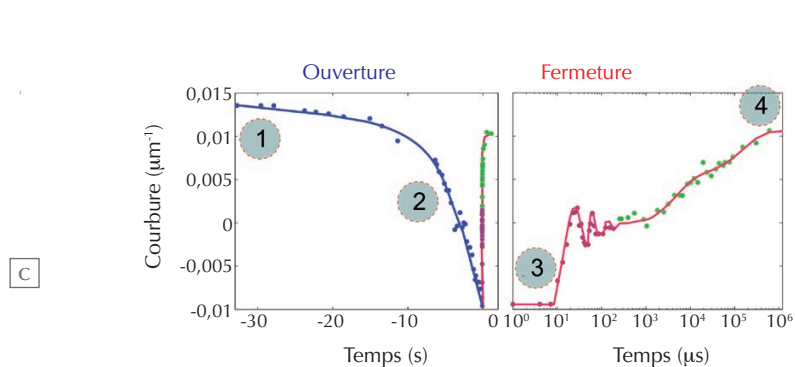 Ouverture
Fermeture
0,015
0,01
0,005
0
-0,005
-0,01
Courbure (µm⁻¹)
C
1
2
3
4
-30 -20 -10 0
10⁰ 10¹ 10² 10³ 10⁴ 10⁵ 10⁶
Temps (s)
Temps (µs)